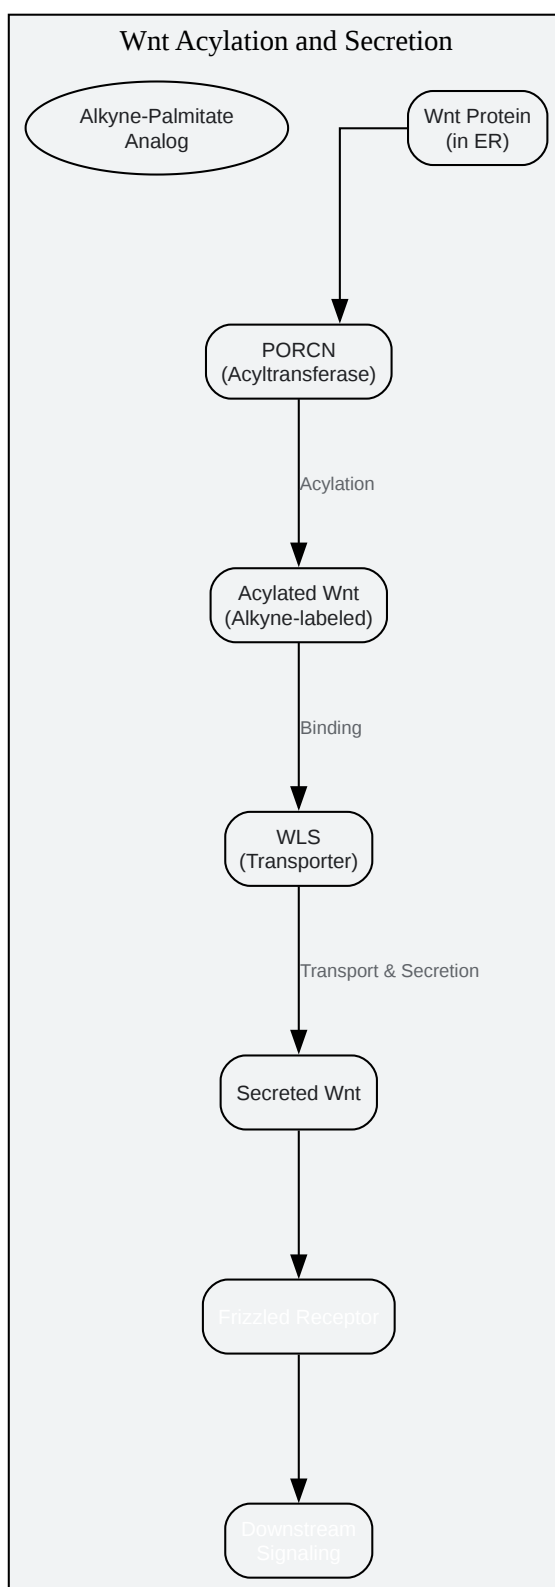 Wnt Acylation and Secretion
Alkyne-Palmitate
Analog
Wnt Protein
(in ER)
PORCN
(Acyltransferase)
Acylation
Acylated Wnt
(Alkyne-labeled)
Binding
WLS
(Transporter)
Transport & Secretion
Secreted Wnt
Frizzled Receptor
Downstream
Signaling